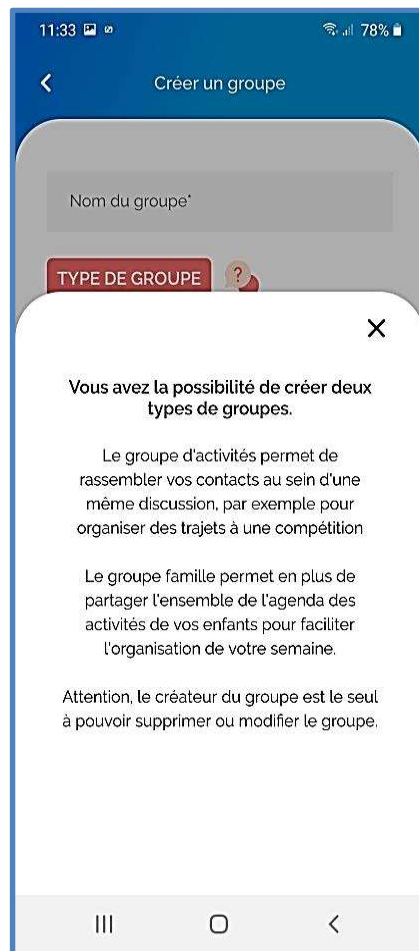 11:33 78%
Créer un groupe
Nom du groupe*
TYPE DE GROUPE ?
Vous avez la possibilité de créer deux
types de groupes.
Le groupe d'activités permet de
rassembler vos contacts au sein d'une
même discussion, par exemple pour
organiser des trajets à une compétition
Le groupe famille permet en plus de
partager l'ensemble de l'agenda des
activités de vos enfants pour faciliter
l'organisation de votre semaine.
Attention, le créateur du groupe est le seul
à pouvoir supprimer ou modifier le groupe.